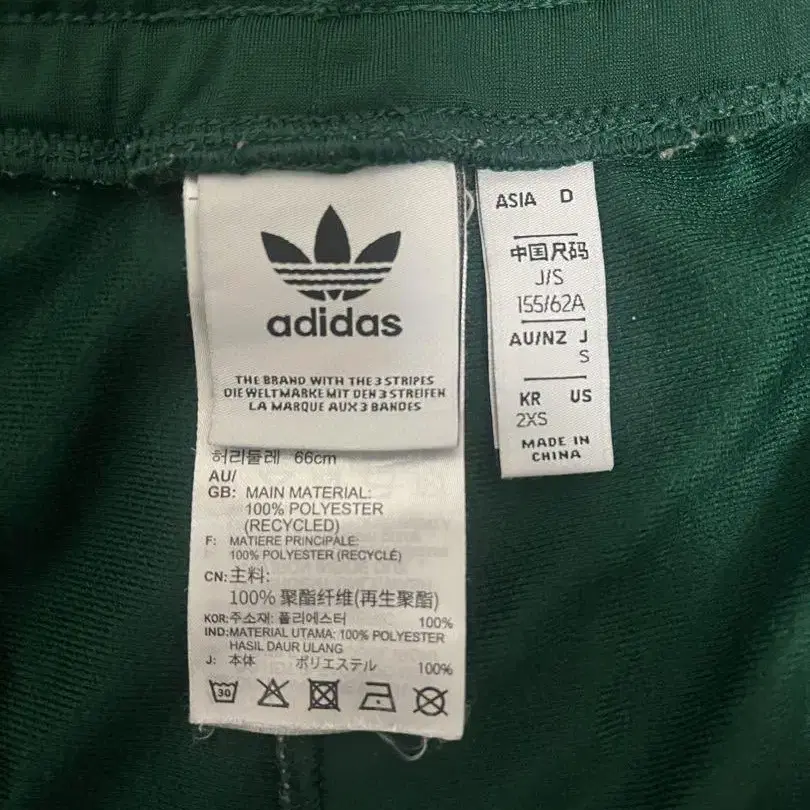 adidas
THE BRAND WITH THE 3 STRIPES
DIE WELTMARKE MIT DEN 3 STREIFEN
LA MARQUE AUX 3 BANDES
허리둘레 66cm
AU/
GB: MAIN MATERIAL:
100% POLYESTER
(RECYCLED)
F: MATIERE PRINCIPALE:
100% POLYESTER (RECYCLÉ)
CN:主料:
100% 聚酯纤维(再生聚酯)
KOR:주소재: 폴리에스터 100%
IND:MATERIAL UTAMA: 100% POLYESTER
HASIL DAUR ULANG
J: 本体 ポリエステル 100%
30
ASIA D
中国尺码
J/S
155/62A
AU/NZ J
S
KR US
2XS
MADE IN
CHINA